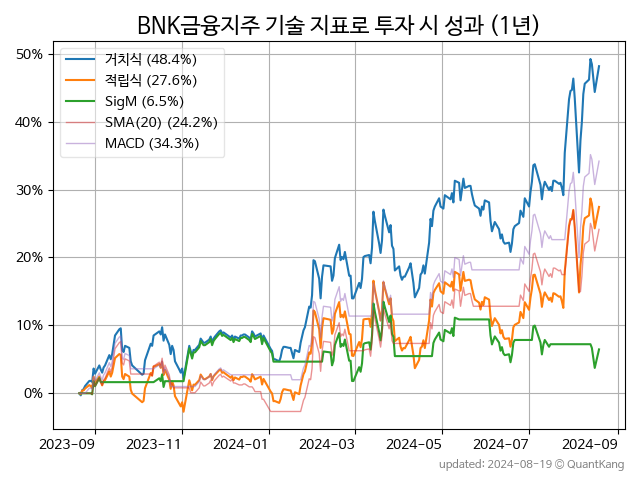 BNK금융지주 기술 지표로 투자 시 성과 (1년)
50%
40%
30%
20%
10%
0%
거치식 (48.4%)
적립식 (27.6%)
SigM (6.5%)
SMA(20) (24.2%)
MACD (34.3%)
2023-09 2023-11 2024-01 2024-03 2024-05 2024-07 2024-09
updated: 2024-08-19 © QuantKang